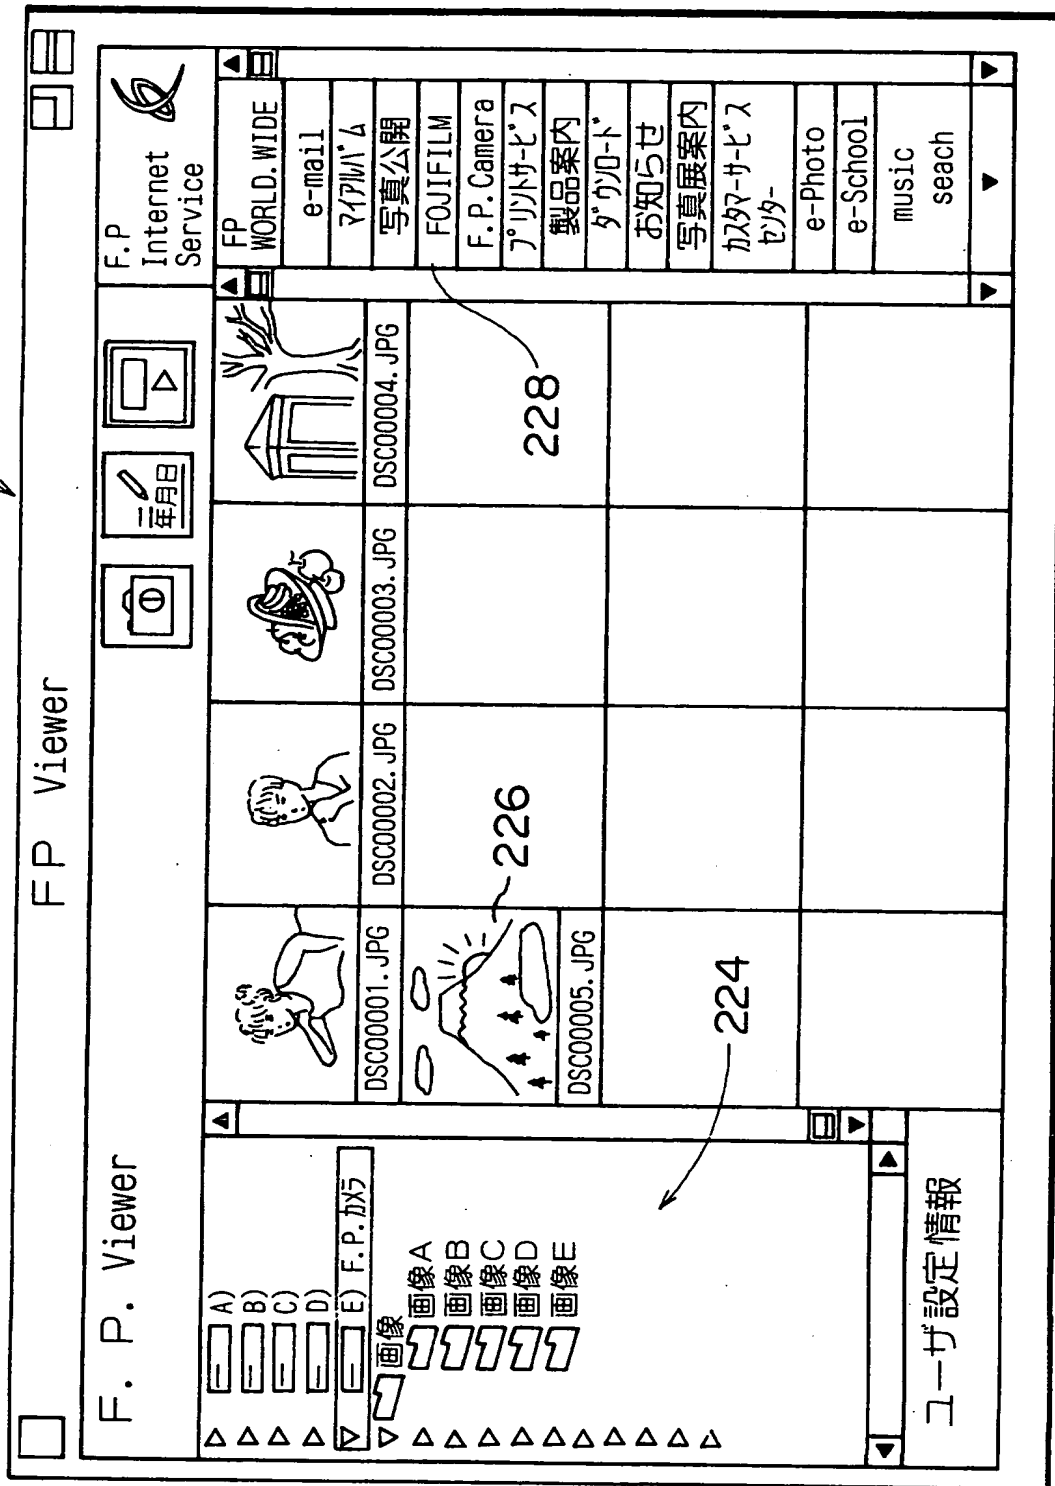 FP Viewer
F. P. Viewer
年月日
F.P
Internet
Service
A)
B)
C)
D)
E) F.P.カメラ
画像
画像A
画像B
画像C
画像D
画像E
ユーザ設定情報
DSC00001.JPG
DSC00002.JPG
DSC00003.JPG
DSC00004.JPG
DSC00005.JPG
224
226
228
FP
WORLD.WIDE
e-mail
マイアルバム
写真公開
FOJIFILM
F.P.Camera
プリントサービス
製品案内
ダウンロード
お知らせ
写真展案内
カスタマーサービス
センター
e-Photo
e-School
music
seach